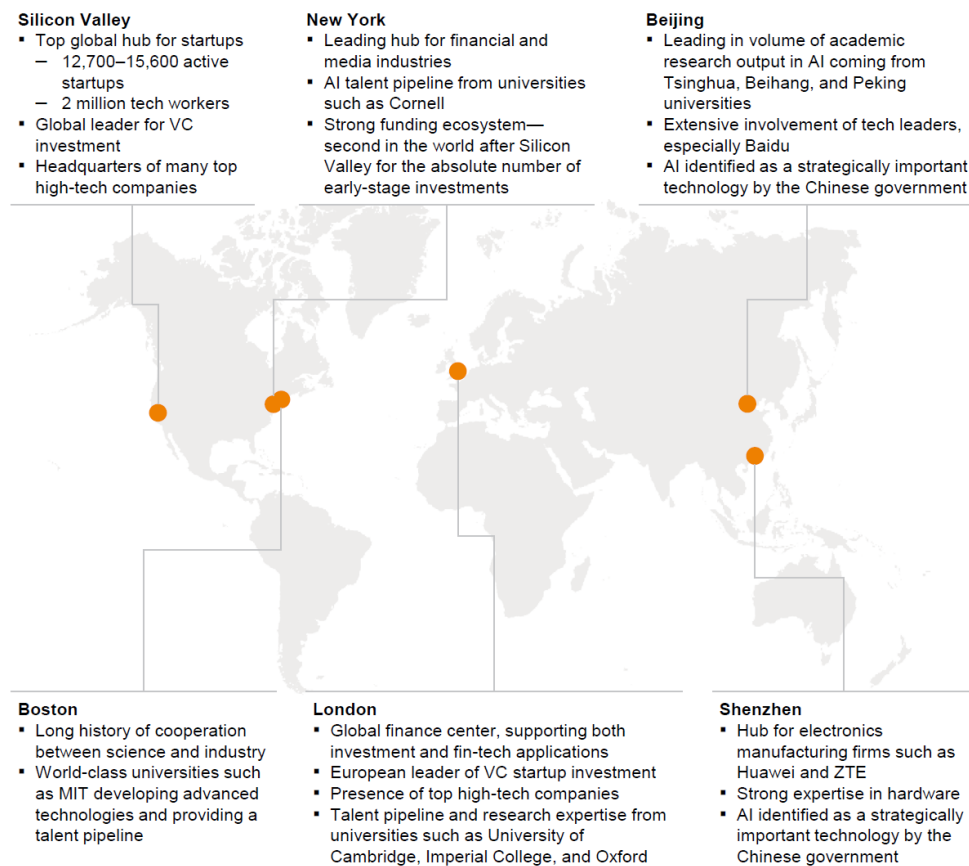 Silicon Valley
▪ Top global hub for startups
– 12,700–15,600 active
startups
– 2 million tech workers
▪ Global leader for VC
investment
▪ Headquarters of many top
high-tech companies
New York
▪ Leading hub for financial and
media industries
▪ AI talent pipeline from universities
such as Cornell
▪ Strong funding ecosystem—
second in the world after Silicon
Valley for the absolute number of
early-stage investments
Beijing
▪ Leading in volume of academic
research output in AI coming from
Tsinghua, Beihang, and Peking
universities
▪ Extensive involvement of tech leaders,
especially Baidu
▪ AI identified as a strategically important
technology by the Chinese government
Boston
▪ Long history of cooperation
between science and industry
▪ World-class universities such
as MIT developing advanced
technologies and providing a
talent pipeline
London
▪ Global finance center, supporting both
investment and fin-tech applications
▪ European leader of VC startup investment
▪ Presence of top high-tech companies
▪ Talent pipeline and research expertise from
universities such as University of
Cambridge, Imperial College, and Oxford
Shenzhen
▪ Hub for electronics
manufacturing firms such as
Huawei and ZTE
▪ Strong expertise in hardware
▪ AI identified as a strategically
important technology by the
Chinese government